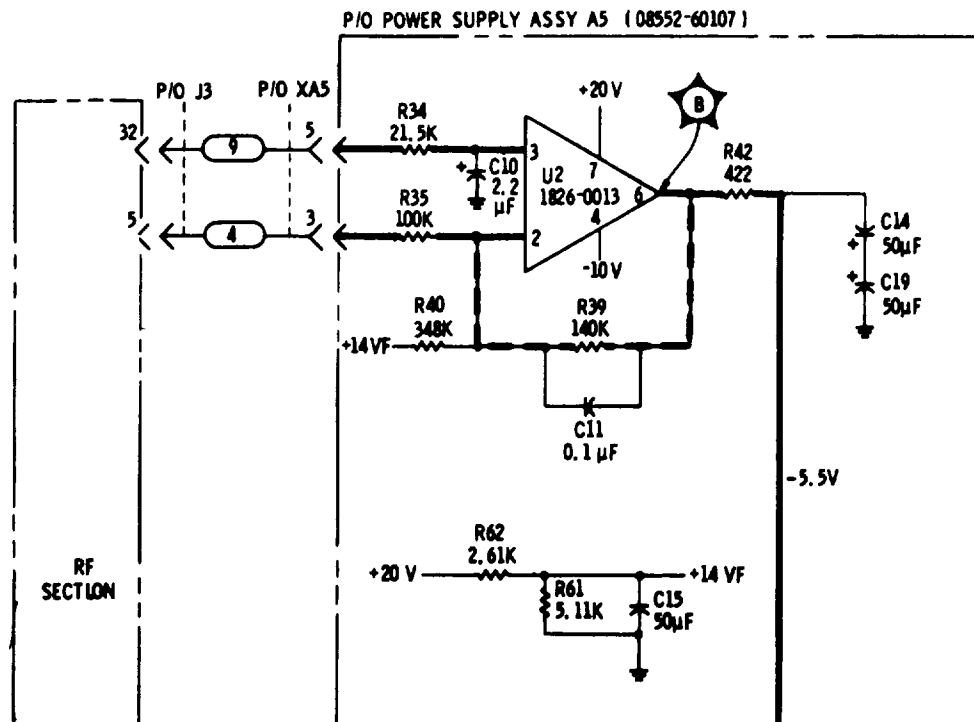 P/O POWER SUPPLY ASSY A5 (08552-60107)
P/O J3
P/O XA5
32
9
5
R34
21.5K
+20 V
B
3
+
C10
2.2
µF
U2
1826-0013
7
6
4
R42
422
5
4
3
R35
100K
2
-10 V
C14
+
50µF
+
C19
50µF
R40
348K
R39
140K
+14 VF
C11
0.1 µF
-5.5V
RF
SECTION
R62
2.61K
+20 V
+14 VF
R61
5.11K
C15
50µF